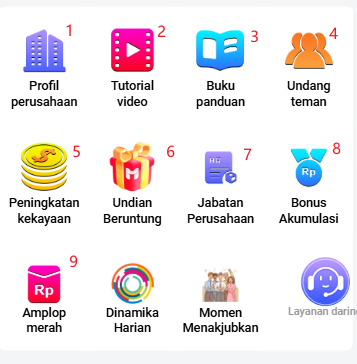 1
2
3
4
Profil
perusahaan
Tutorial
video
Buku
panduan
Undang
teman
$
5
M
6
7
Rp
8
Peningkatan
kekayaan
Undian
Beruntung
Jabatan
Perusahaan
Bonus
Akumulasi
9
Rp
Amplop
merah
Dinamika
Harian
Momen
Menakjubkan
Layanan darin